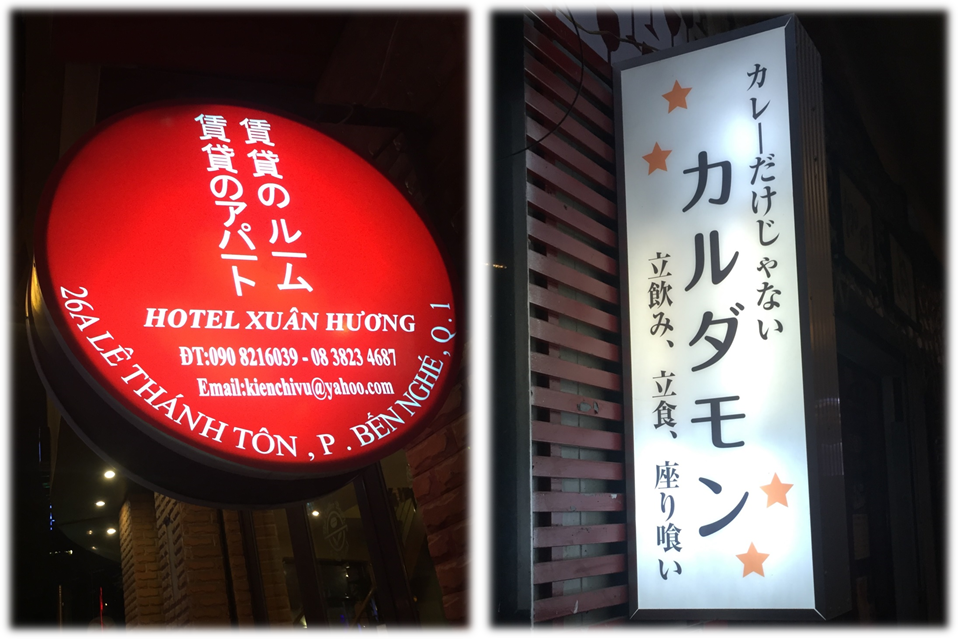 賃貸のルーム
賃貸のアパート
HOTEL XUÂN HƯƠNG
ĐT:090 8216039 - 08 3823 4687
Email:kienchivu@yahoo.com
26A LÊ THÁNH TÔN , P . BẾN NGHÉ , Q . 1
カレーだけじゃない
カルダモン
立飲み、立食、座り喰い